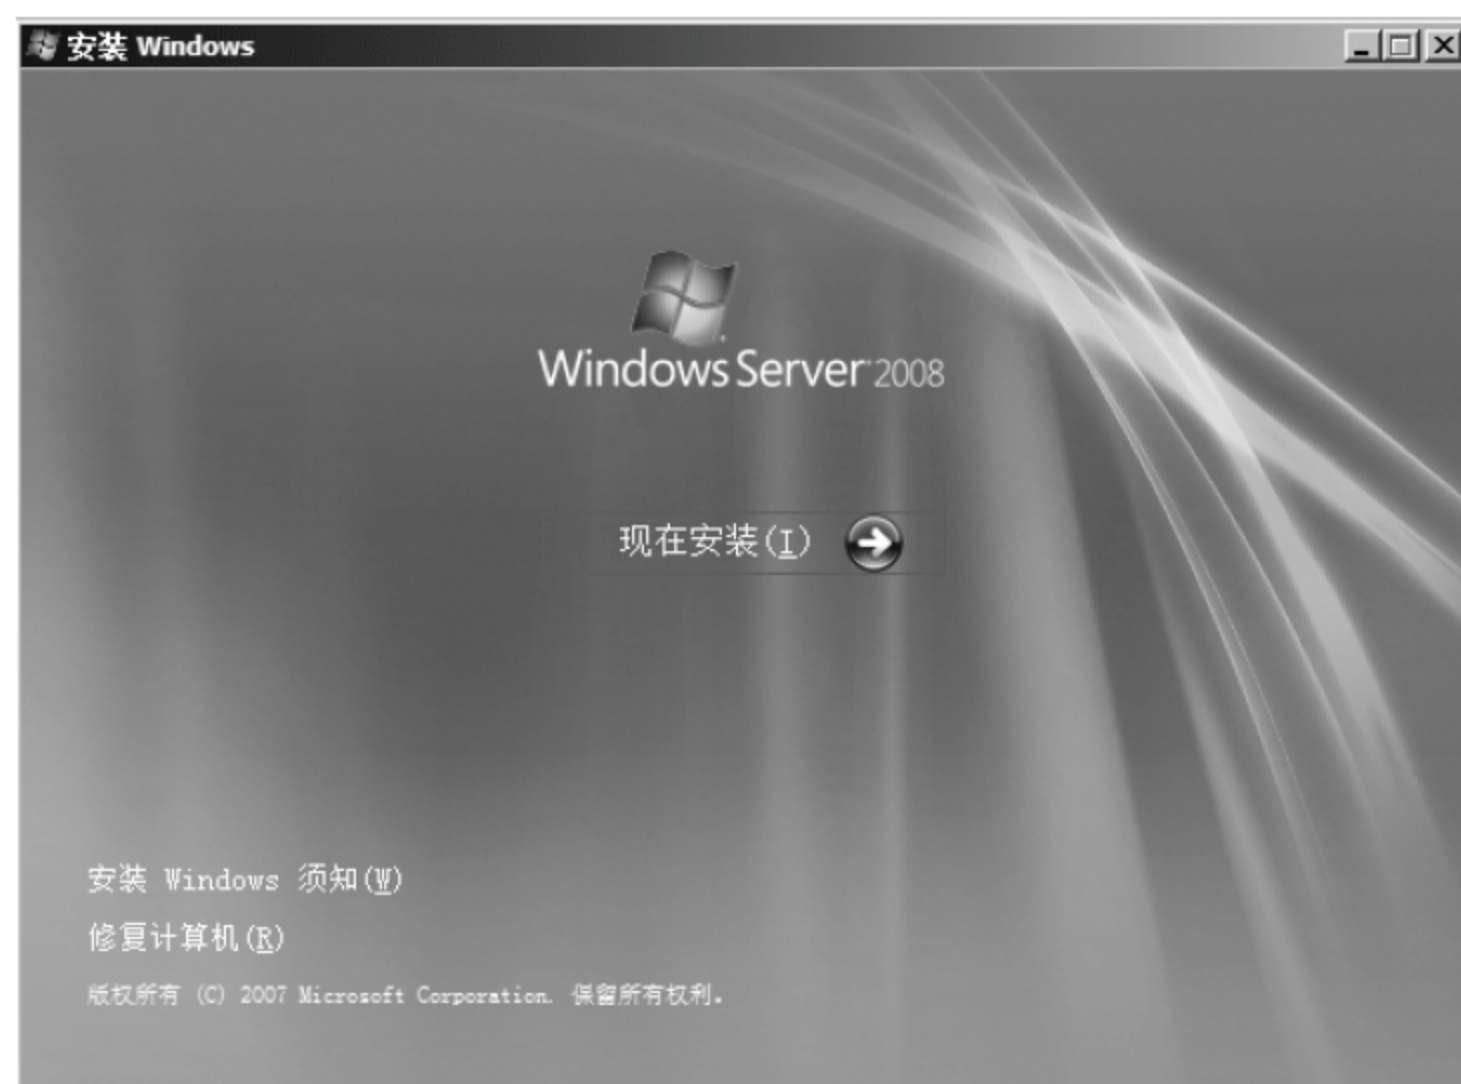 安装 Windows
Windows Server 2008
现在安装(I)
安装 Windows 须知(W)
修复计算机(R)
版权所有 (C) 2007 Microsoft Corporation. 保留所有权利。